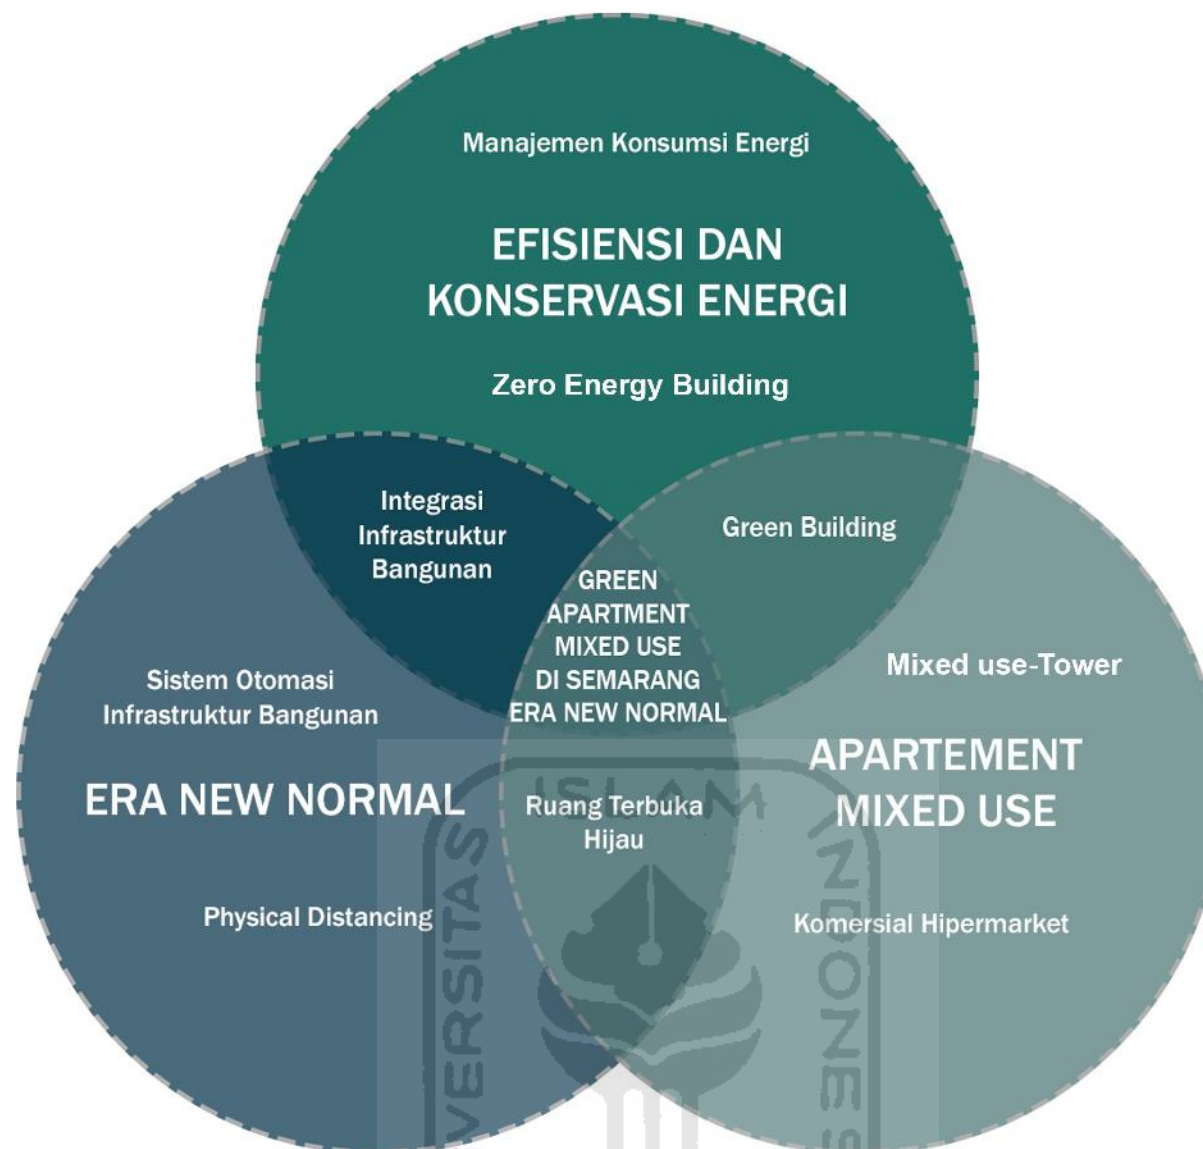 Manajemen Konsumsi Energi
EFISIENSI DAN
KONSERVASI ENERGI
Zero Energy Building
Integrasi
Infrastruktur
Bangunan
Green Building
GREEN
APARTMENT
MIXED USE
DI SEMARANG
ERA NEW NORMAL
Sistem Otomasi
Infrastruktur Bangunan
ERA NEW NORMAL
Physical Distancing
Mixed use-Tower
APARTEMENT
MIXED USE
Komersial Hipermarket
Ruang Terbuka
Hijau
ISLAM